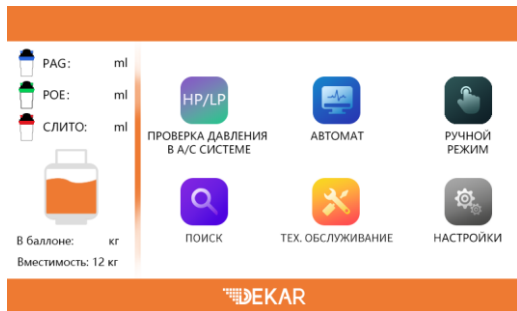 PAG: ml
POE: ml
СЛИТО: ml
В баллоне: кг
Вместимость: 12 кг
HP/LP
ПРОВЕРКА ДАВЛЕНИЯ
В А/С СИСТЕМЕ
АВТОМАТ
РУЧНОЙ
РЕЖИМ
ПОИСК
ТЕХ. ОБСЛУЖИВАНИЕ
НАСТРОЙКИ
DEKAR